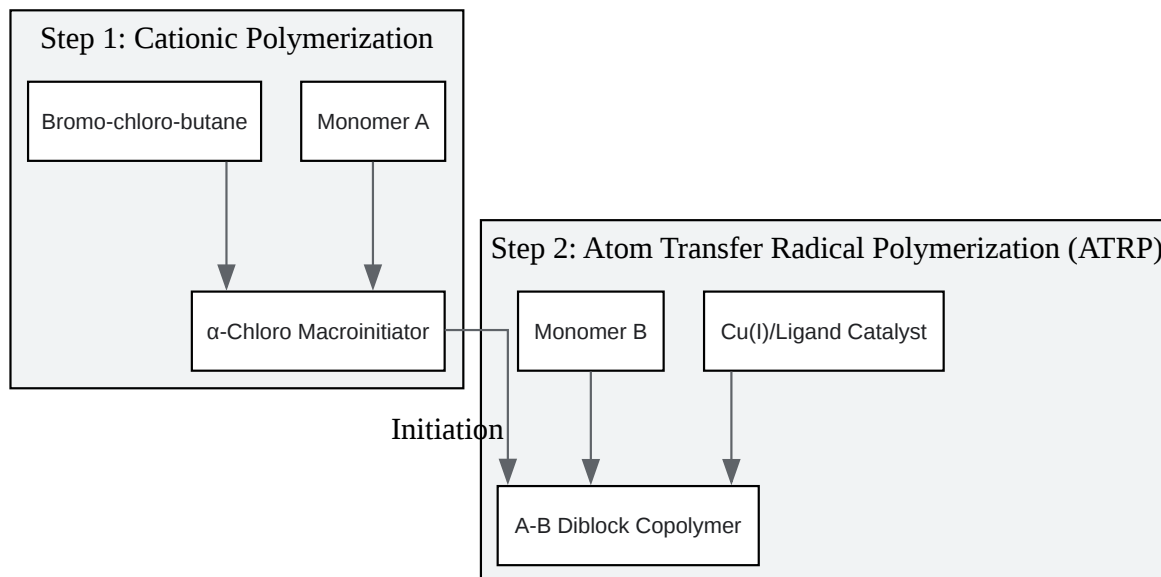 Step 1: Cationic Polymerization
Bromo-chloro-butane
Monomer A
α-Chloro Macroinitiator
Step 2: Atom Transfer Radical Polymerization (ATRP)
Monomer B
Cu(I)/Ligand Catalyst
Initiation
A-B Diblock Copolymer